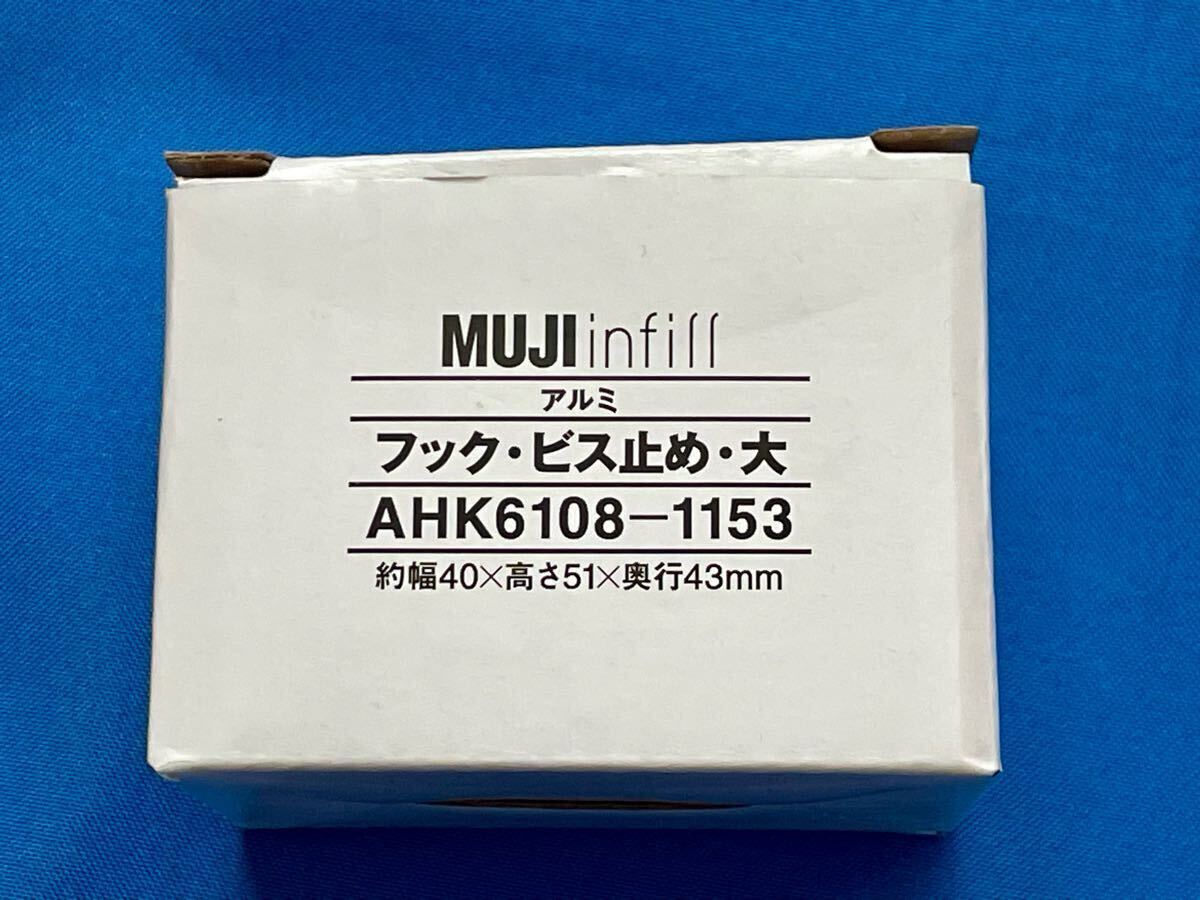 MUJI infill
アルミ
フック・ビス止め・大
AHK6108−1153
約幅40×高さ51×奥行43mm